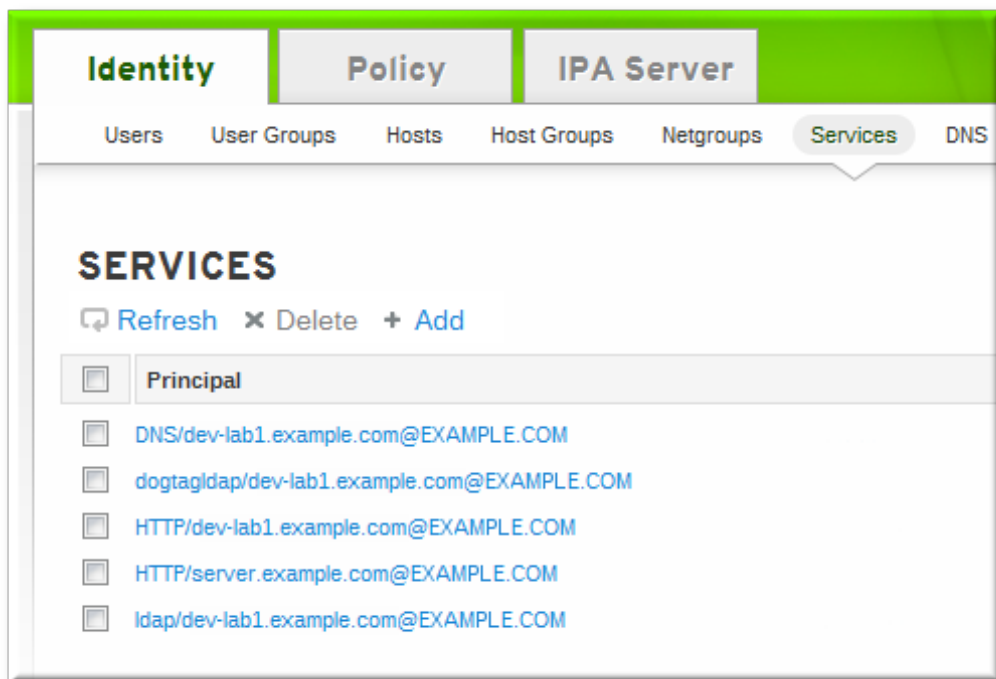 Identity Policy IPA Server
Users User Groups Hosts Host Groups Netgroups Services DNS
SERVICES
Refresh Delete Add
Principal
DNS/dev-lab1.example.com@EXAMPLE.COM
dogtagldap/dev-lab1.example.com@EXAMPLE.COM
HTTP/dev-lab1.example.com@EXAMPLE.COM
HTTP/server.example.com@EXAMPLE.COM
ldap/dev-lab1.example.com@EXAMPLE.COM